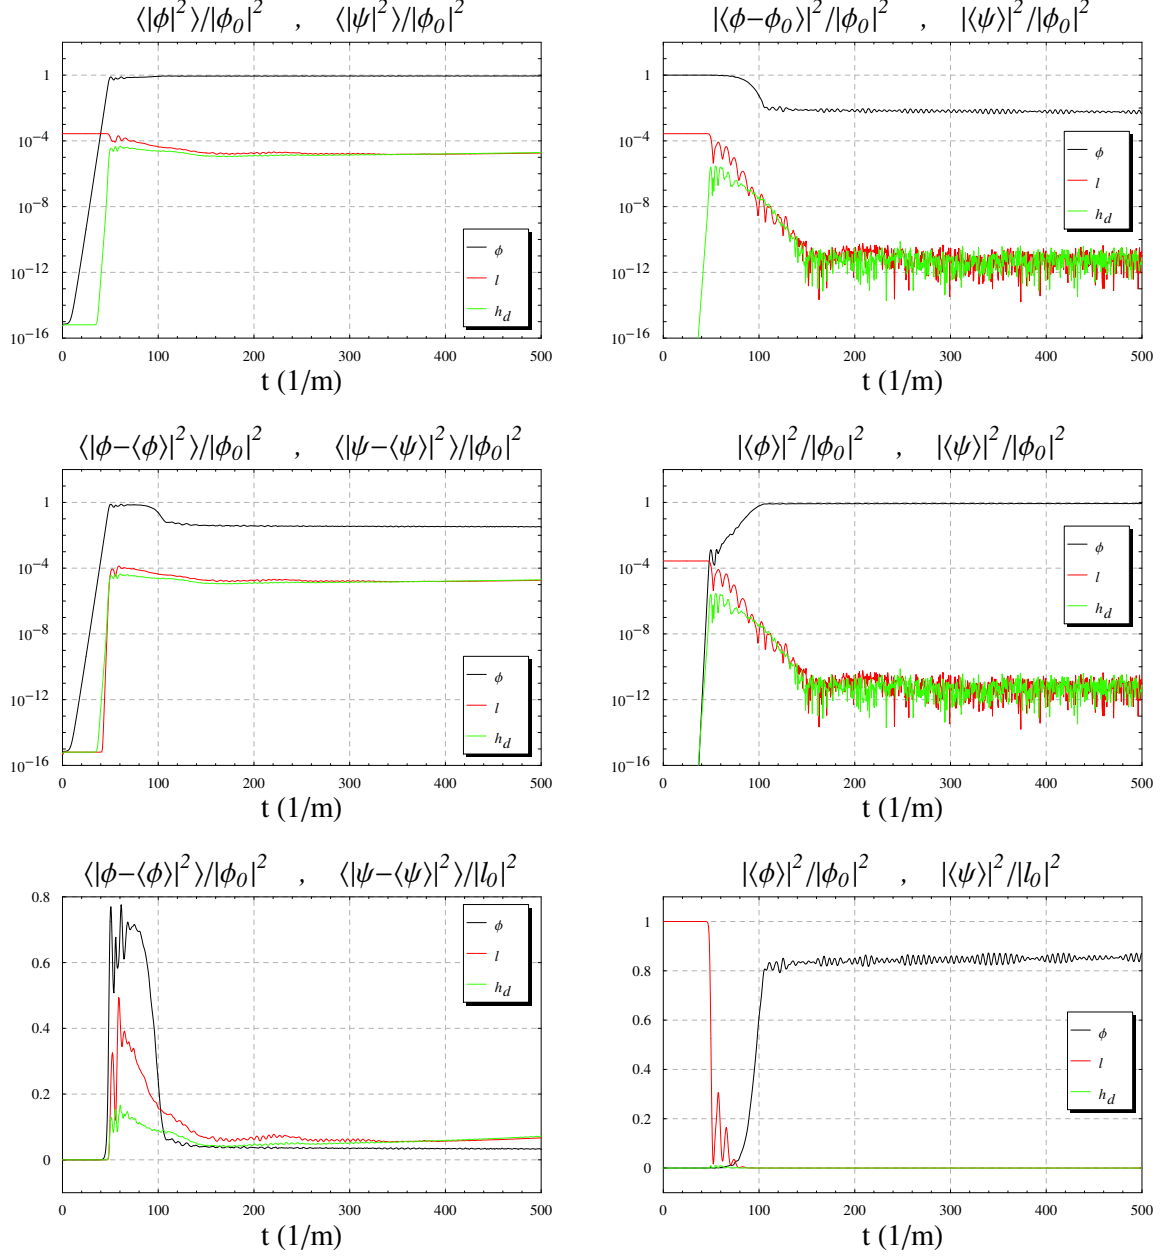 ⟨|ϕ|²⟩/|ϕ₀|² , ⟨|ψ|²⟩/|ϕ₀|²
1
10⁻⁴
10⁻⁸
10⁻¹²
10⁻¹⁶
ϕ
l
h_d
0 100 200 300 400 500
t (1/m)
|⟨ϕ−ϕ₀⟩|²/|ϕ₀|² , |⟨ψ⟩|²/|ϕ₀|²
1
10⁻⁴
10⁻⁸
10⁻¹²
10⁻¹⁶
ϕ
l
h_d
0 100 200 300 400 500
t (1/m)
⟨|ϕ−⟨ϕ⟩|²⟩/|ϕ₀|² , ⟨|ψ−⟨ψ⟩|²⟩/|ϕ₀|²
1
10⁻⁴
10⁻⁸
10⁻¹²
10⁻¹⁶
ϕ
l
h_d
0 100 200 300 400 500
t (1/m)
|⟨ϕ⟩|²/|ϕ₀|² , |⟨ψ⟩|²/|ϕ₀|²
1
10⁻⁴
10⁻⁸
10⁻¹²
10⁻¹⁶
ϕ
l
h_d
0 100 200 300 400 500
t (1/m)
⟨|ϕ−⟨ϕ⟩|²⟩/|ϕ₀|² , ⟨|ψ−⟨ψ⟩|²⟩/|l₀|²
0.8
0.6
0.4
0.2
0
ϕ
l
h_d
0 100 200 300 400 500
t (1/m)
|⟨ϕ⟩|²/|ϕ₀|² , |⟨ψ⟩|²/|l₀|²
1
0.8
0.6
0.4
0.2
0
ϕ
l
h_d
0 100 200 300 400 500
t (1/m)